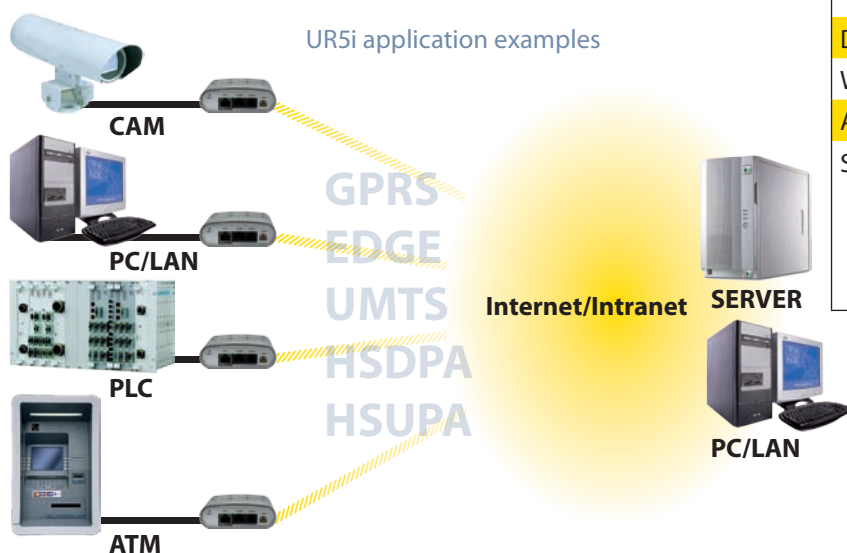 UR5i application examples
CAM
GPRS
EDGE
PC/LAN
UMTS
Internet/Intranet
SERVER
HSDPA
PLC
HSUPA
PC/LAN
ATM